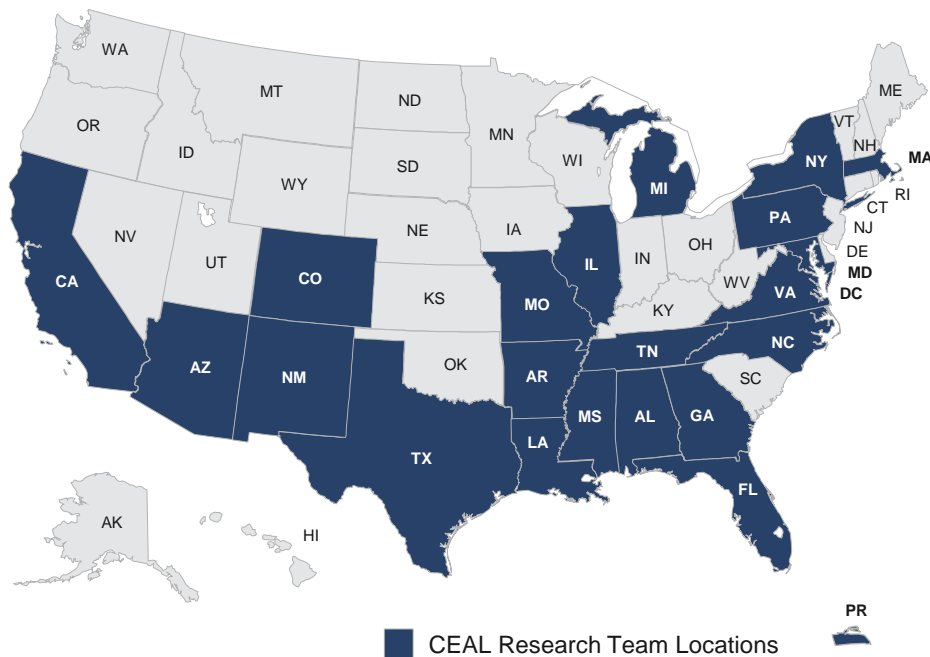 WA
MT
ND
ME
OR
MN
VT
ID
SD
WI
NH
NY
MA
WY
MI
RI
CT
IA
PA
NE
NJ
NV
OH
IL
IN
DE
UT
MD
CA
CO
WV
VA
DC
KS
MO
KY
NC
TN
OK
AZ
NM
AR
SC
MS
AL
GA
LA
TX
FL
AK
HI
PR
CEAL Research Team Locations